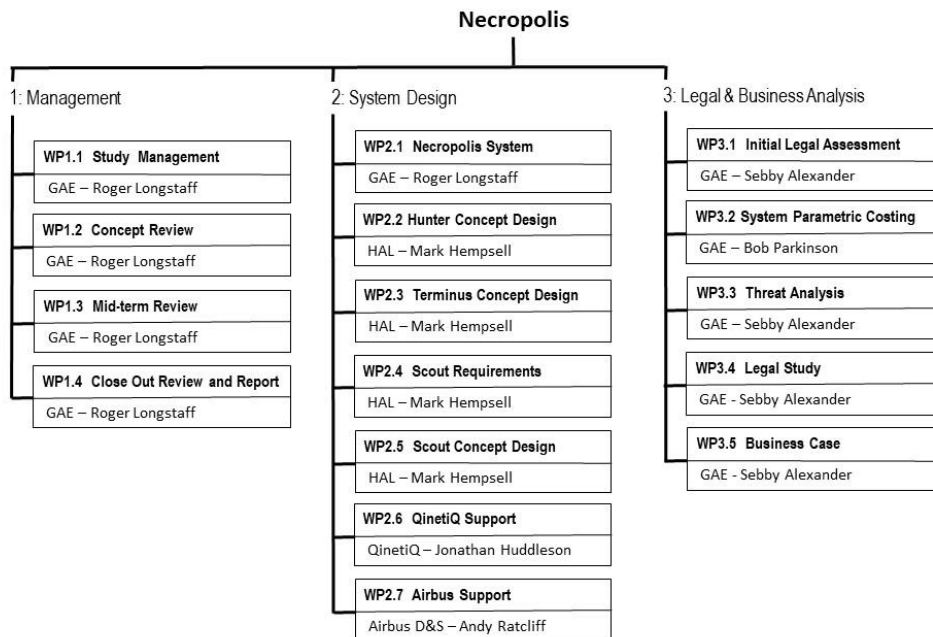 Necropolis
1: Management
WP1.1 Study Management
GAE – Roger Longstaff
WP1.2 Concept Review
GAE – Roger Longstaff
WP1.3 Mid-term Review
GAE – Roger Longstaff
WP1.4 Close Out Review and Report
GAE – Roger Longstaff
2: System Design
WP2.1 Necropolis System
GAE – Roger Longstaff
WP2.2 Hunter Concept Design
HAL – Mark Hempsell
WP2.3 Terminus Concept Design
HAL – Mark Hempsell
WP2.4 Scout Requirements
HAL – Mark Hempsell
WP2.5 Scout Concept Design
HAL – Mark Hempsell
WP2.6 QinetiQ Support
QinetiQ – Jonathan Huddleson
WP2.7 Airbus Support
Airbus D&S – Andy Ratcliff
3: Legal & Business Analysis
WP3.1 Initial Legal Assessment
GAE – Sebby Alexander
WP3.2 System Parametric Costing
GAE – Bob Parkinson
WP3.3 Threat Analysis
GAE – Sebby Alexander
WP3.4 Legal Study
GAE - Sebby Alexander
WP3.5 Business Case
GAE - Sebby Alexander